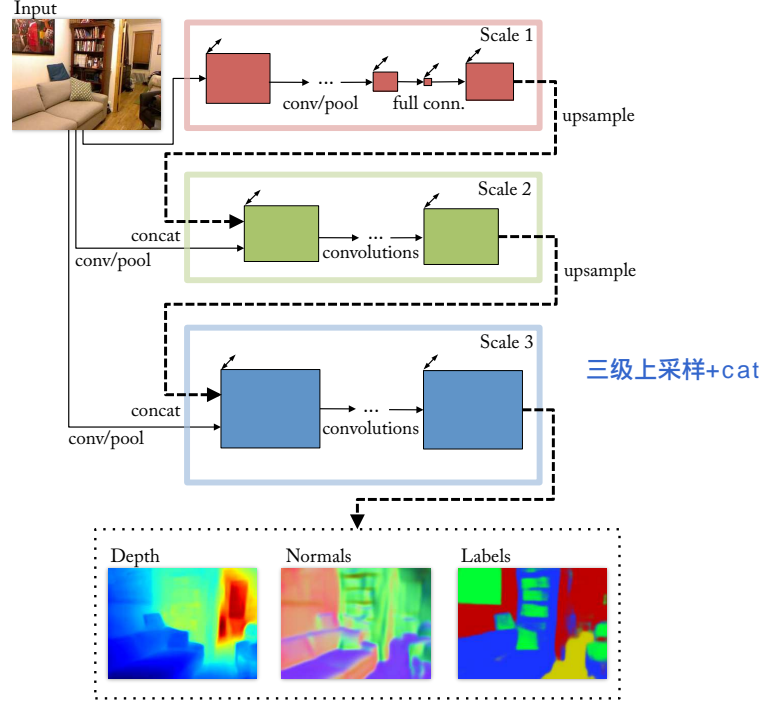 Input
Scale 1
...
conv/pool
full conn.
upsample
Scale 2
concat
...
conv/pool
convolutions
upsample
Scale 3
三级上采样+cat
concat
...
conv/pool
convolutions
Depth
Normals
Labels